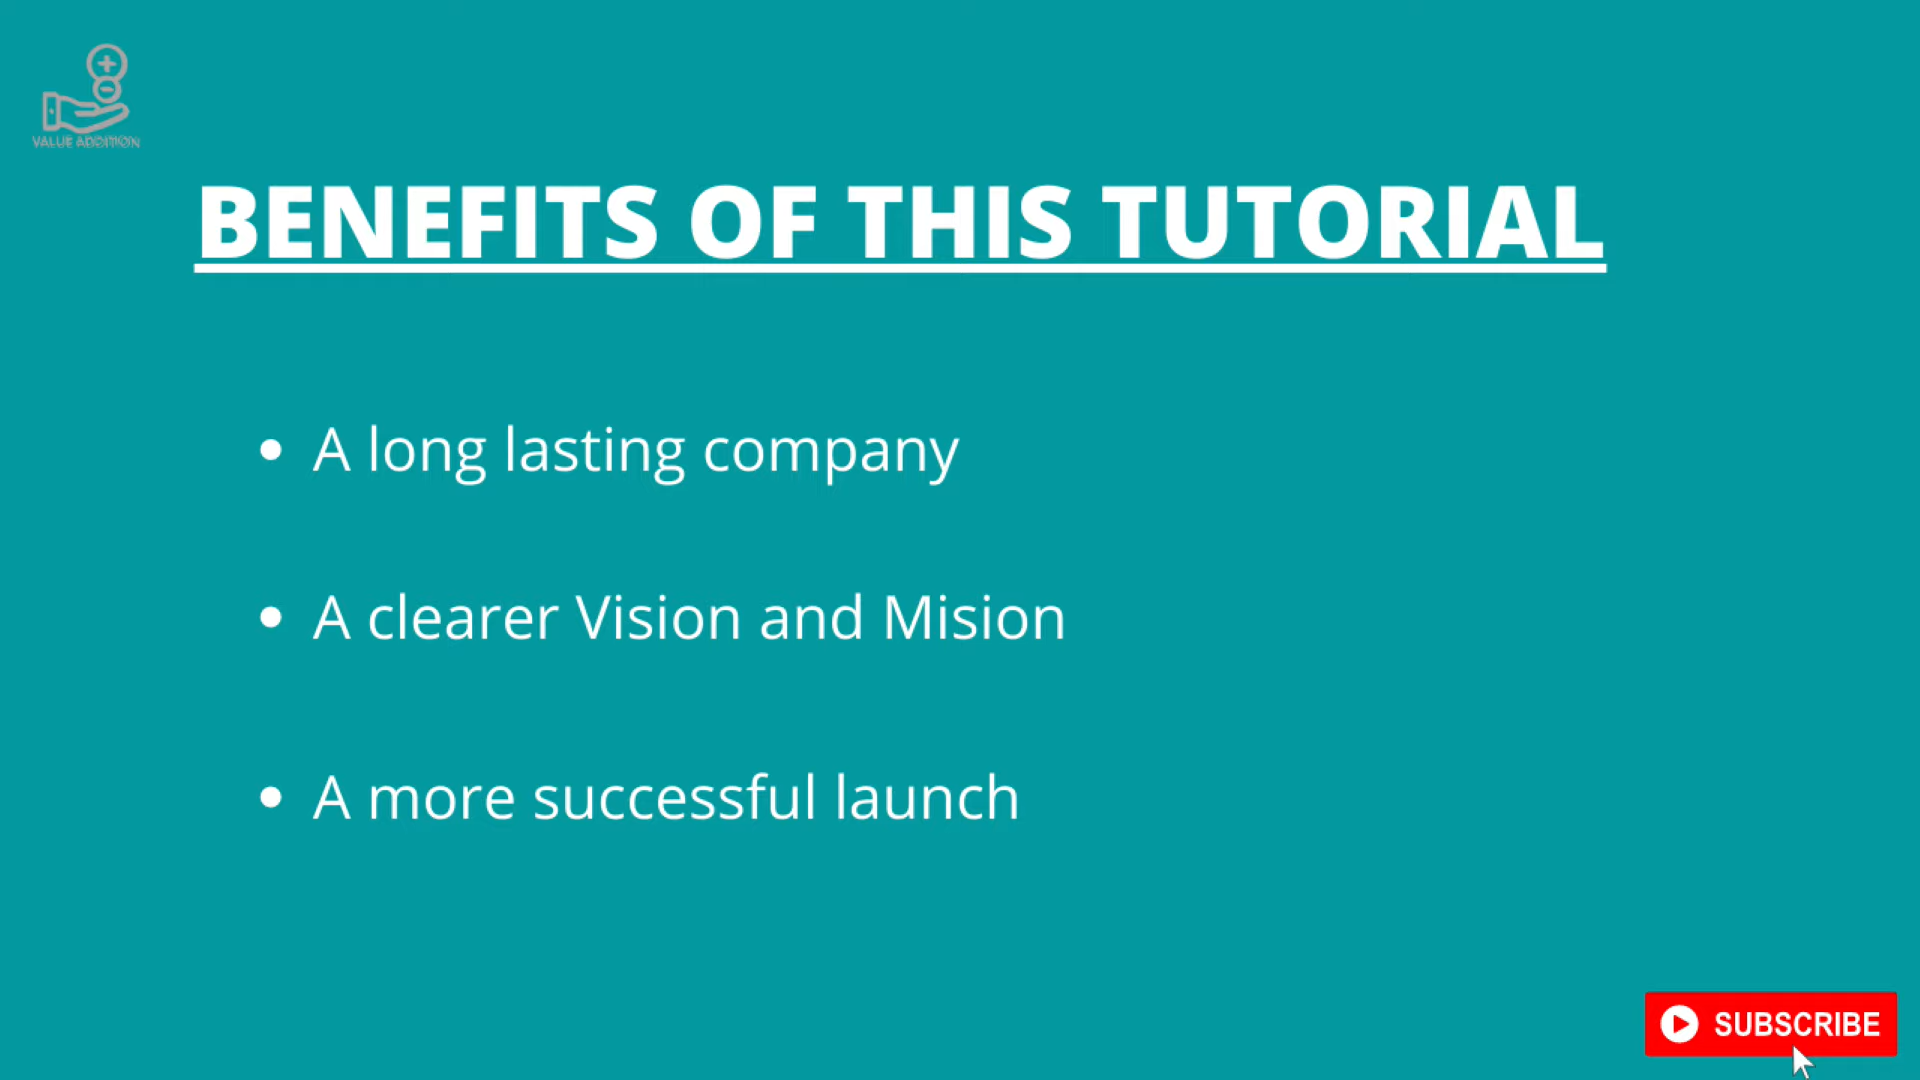 VALUE ADDITION
BENEFITS OF THIS TUTORIAL
• A long lasting company
• A clearer Vision and Mision
• A more successful launch
SUBSCRIBE